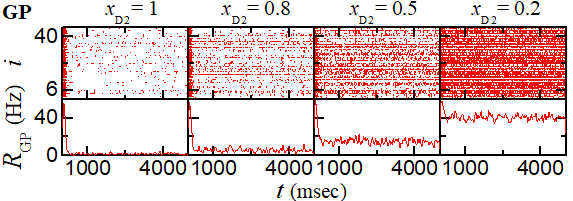 GP x_D2 = 1 x_D2 = 0.8 x_D2 = 0.5 x_D2 = 0.2
40
i
6
R_GP (Hz)
40
0
1000 4000 1000 4000 1000 4000 1000 4000
t (msec)